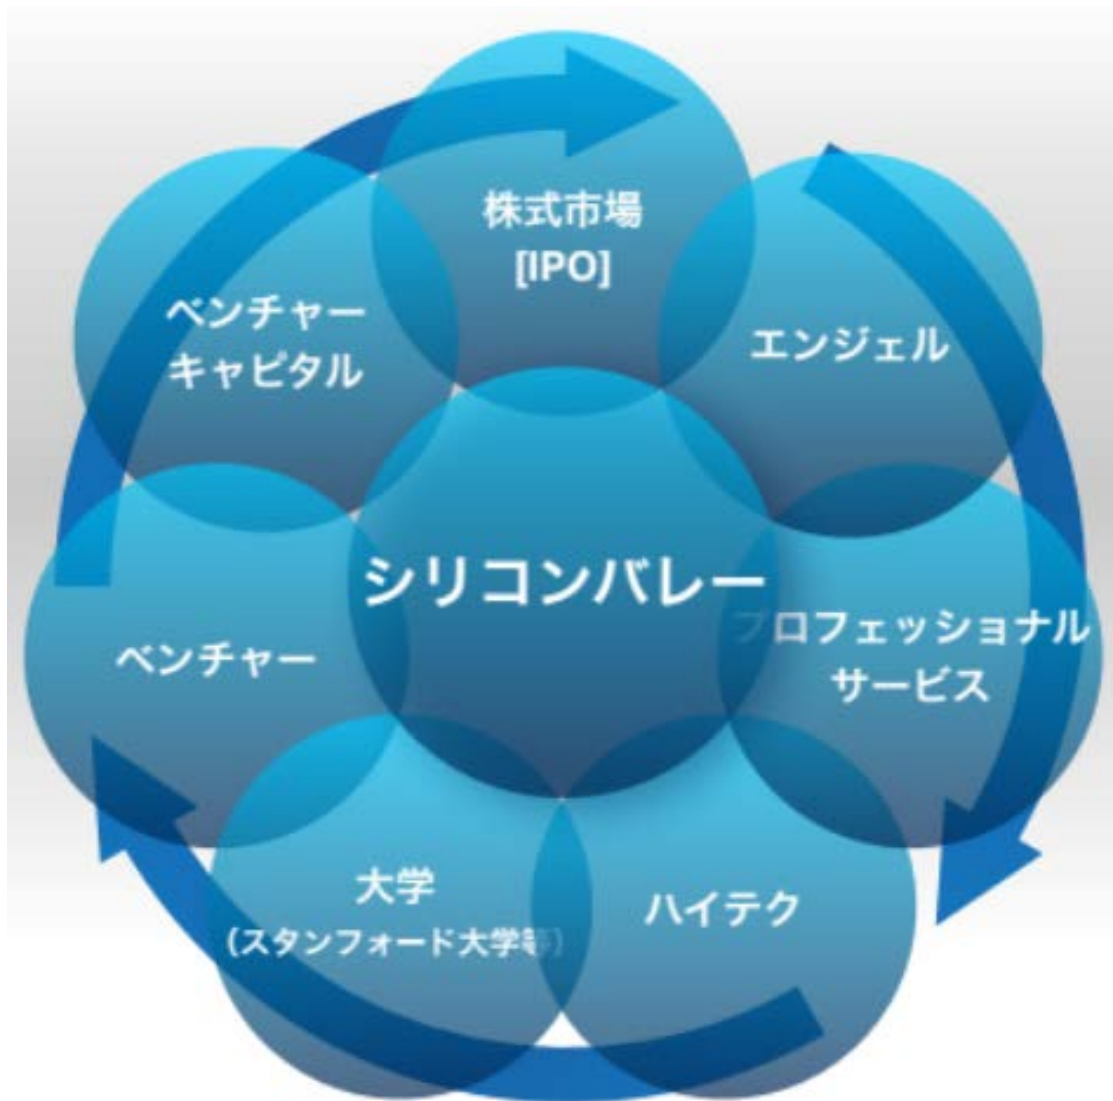 株式市場
[IPO]
エンジェル
プロフェッショナル
サービス
ハイテク
大学
（スタンフォード大学等）
ベンチャー
ベンチャー
キャピタル
シリコンバレー